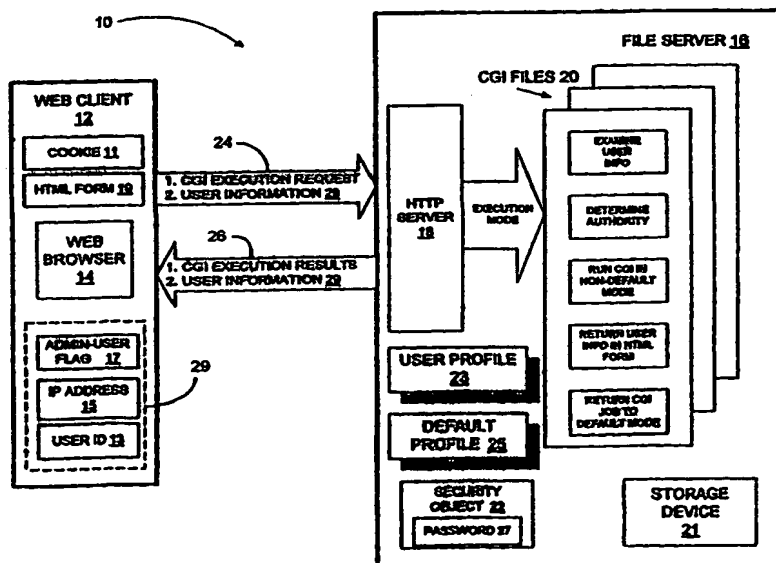 10
WEB CLIENT
12
COOKIE 11
HTML FORM 19
WEB
BROWSER
14
ADMIN-USER
FLAG 17
IP ADDRESS
15
USER ID 13
29
24
1. CGI EXECUTION REQUEST
2. USER INFORMATION 29
26
1. CGI EXECUTION RESULTS
2. USER INFORMATION 29
FILE SERVER 16
CGI FILES 20
HTTP
SERVER
18
EXECUTION
MODE
EXAMINE
USER
INFO
DETERMINE
AUTHORITY
RUN CGI IN
NON-DEFAULT
MODE
RETURN USER
INFO IN HTML
FORM
RETURN CGI
JOB TO
DEFAULT MODE
USER PROFILE
23
DEFAULT
PROFILE 25
SECURITY
OBJECT 22
PASSWORD 27
STORAGE
DEVICE
21